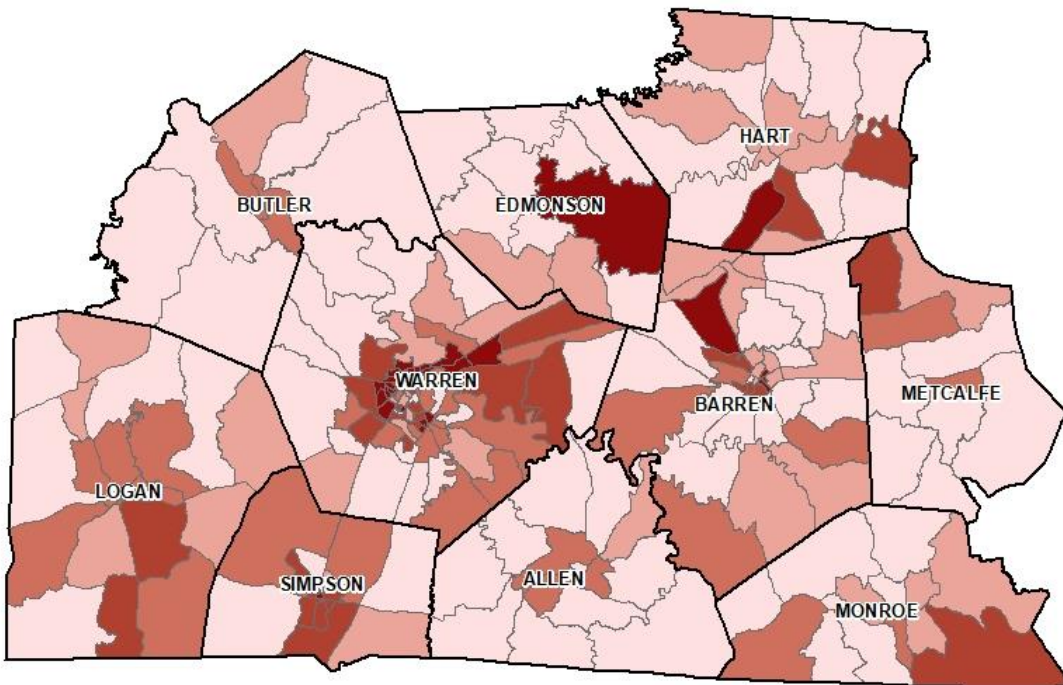 HART
BUTLER
EDMONSON
WARREN
METCALFE
BARREN
LOGAN
SIMPSON
ALLEN
MONROE